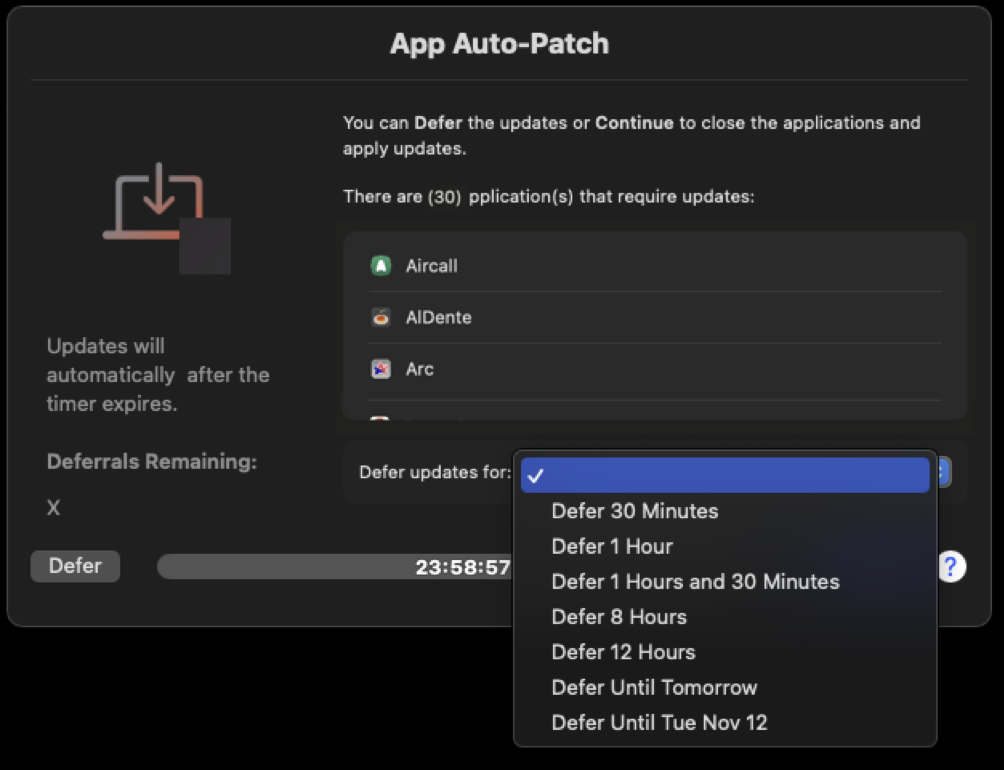 App Auto-Patch
You can Defer the updates or Continue to close the applications and
apply updates.
There are (30) pplication(s) that require updates:
Aircall
AlDente
Arc
Updates will
automatically  after the
timer expires.
Deferrals Remaining:
X
Defer updates for:
Defer 30 Minutes
Defer 1 Hour
Defer 1 Hours and 30 Minutes
Defer 8 Hours
Defer 12 Hours
Defer Until Tomorrow
Defer Until Tue Nov 12
Defer
23:58:57
?